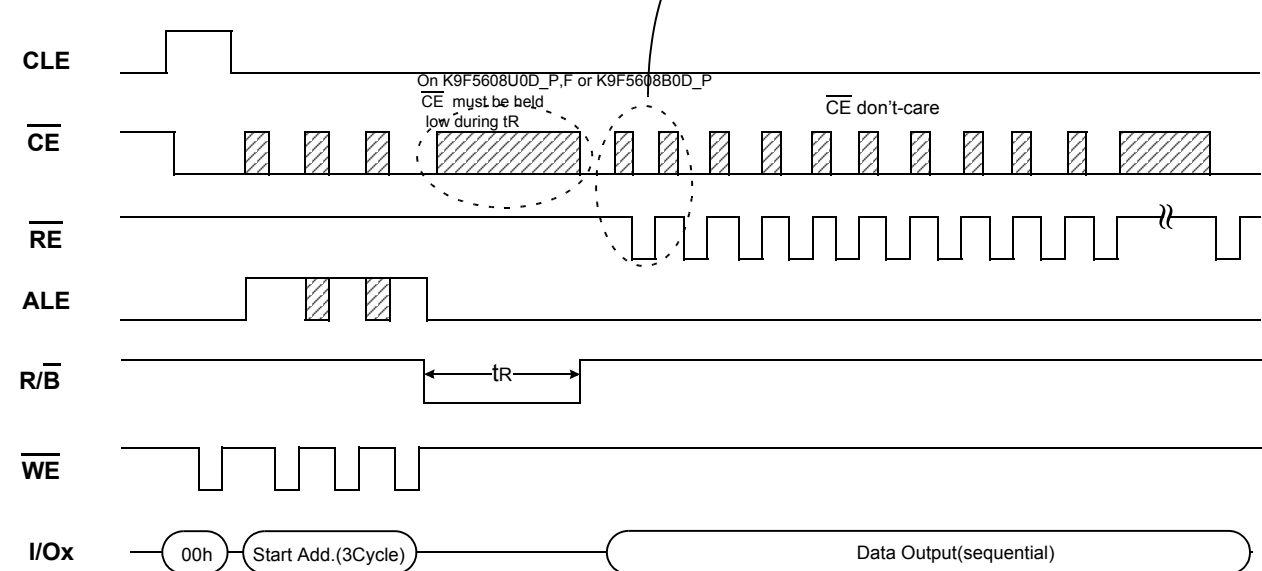 CLE
On K9F5608U0D_P,F or K9F5608B0D_P
CE must be held
low during tR
CE don't-care
CE
RE
ALE
R/B
tR
WE
I/Ox
00h
Start Add.(3Cycle)
Data Output(sequential)